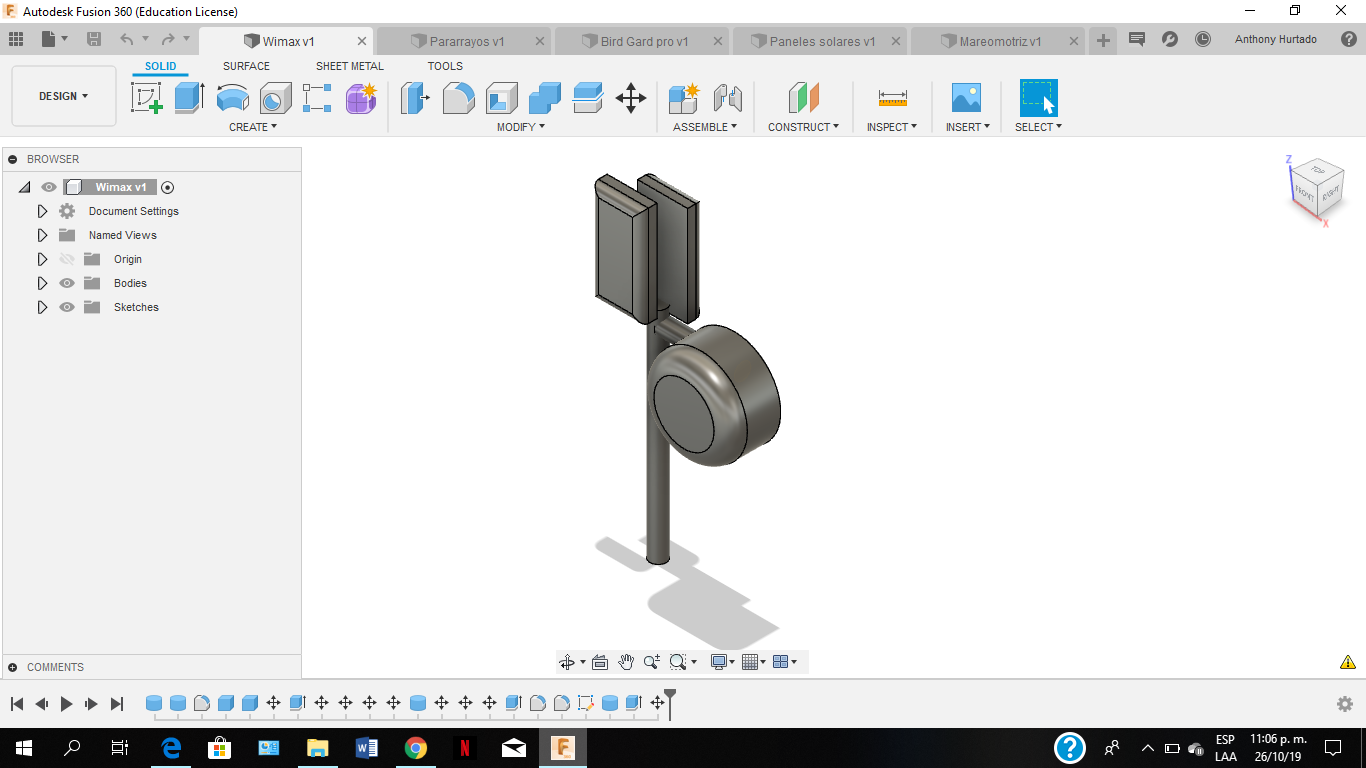 Autodesk Fusion 360 (Education License)
Wimax v1
Pararrayos v1
Bird Gard pro v1
Paneles solares v1
Mareomotriz v1
Anthony Hurtado
SOLID
SURFACE
SHEET METAL
TOOLS
DESIGN
CREATE
MODIFY
ASSEMBLE
CONSTRUCT
INSPECT
INSERT
SELECT
BROWSER
Wimax v1
Document Settings
Named Views
Origin
Bodies
Sketches
Z
TOP
FRONT
RIGHT
X
COMMENTS
ESP
LAA
11:06 p. m.
26/10/19